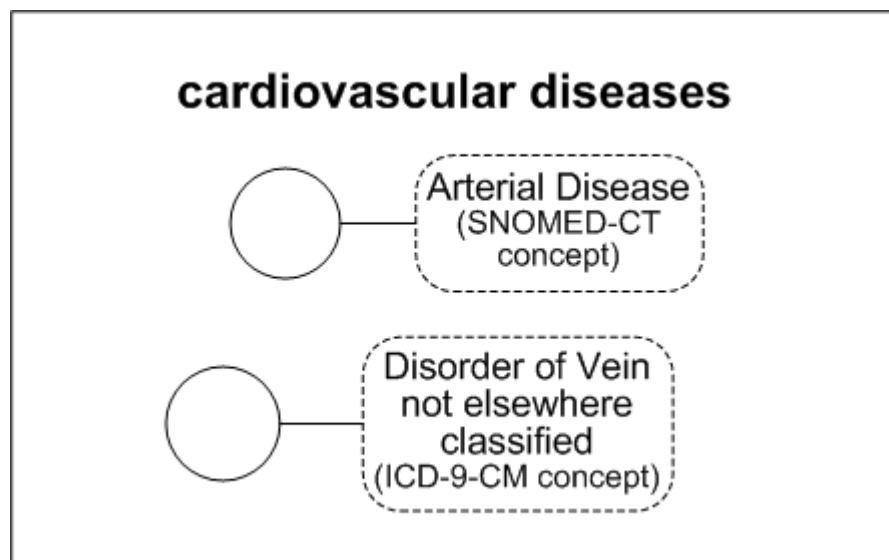 cardiovascular diseases
Arterial Disease
(SNOMED-CT
concept)
Disorder of Vein
not elsewhere
classified
(ICD-9-CM concept)